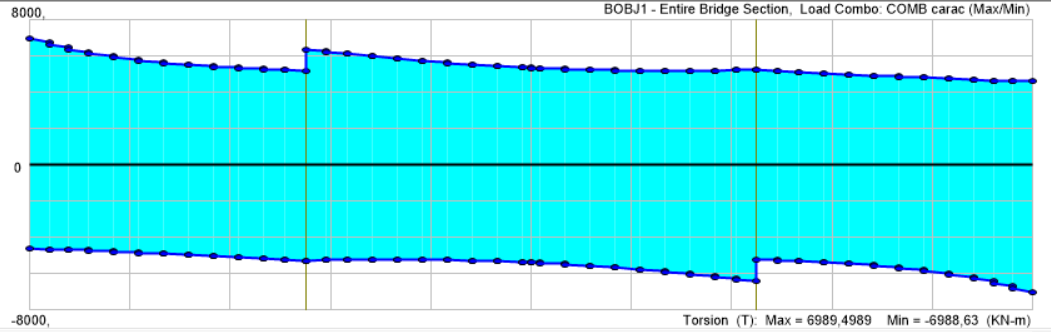 8000,
BOBJ1 - Entire Bridge Section,  Load Combo: COMB carac (Max/Min)
0
-8000,
Torsion  (T):  Max = 6989,4989    Min = -6988,63  (KN-m)